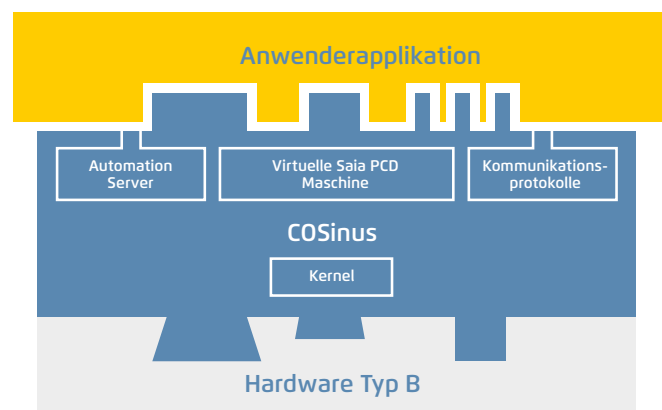 Anwenderapplikation
Automation
Server
Virtuelle Saia PCD
Maschine
Kommunikations-
protokolle
COSinus
Kernel
Hardware Typ B